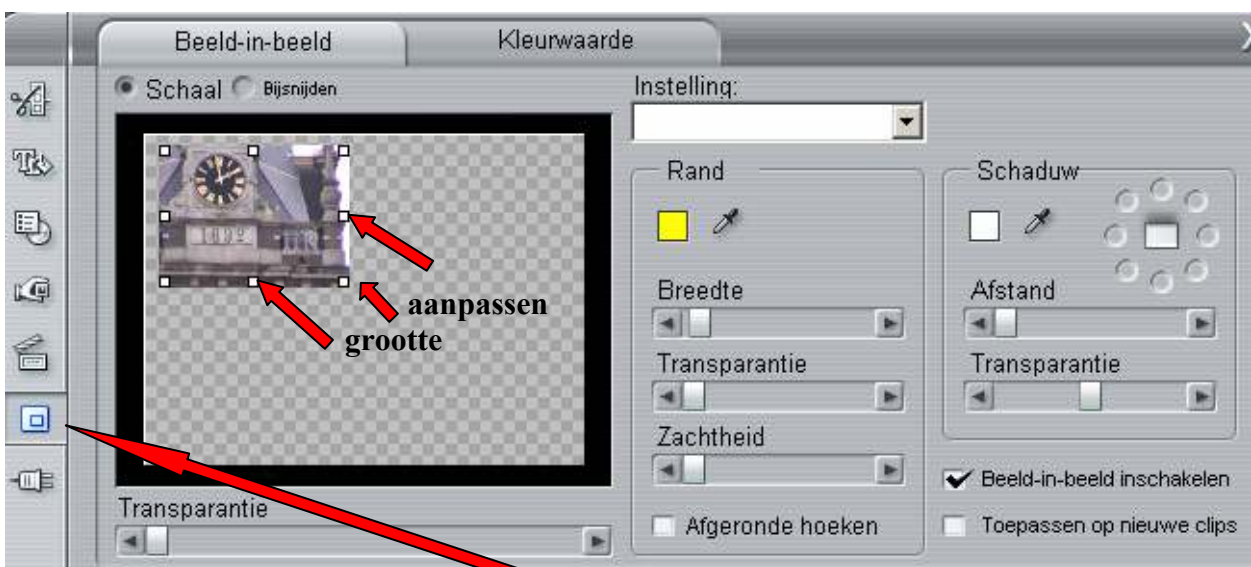 Beeld-in-beeld
Kleurwaarde
Schaal
Bijsnijden
Instelling:
aanpassen
grootte
Transparantie
Rand
Breedte
Transparantie
Zachtheid
Afgeronde hoeken
Schaduw
Afstand
Transparantie
Beeld-in-beeld inschakelen
Toepassen op nieuwe clips